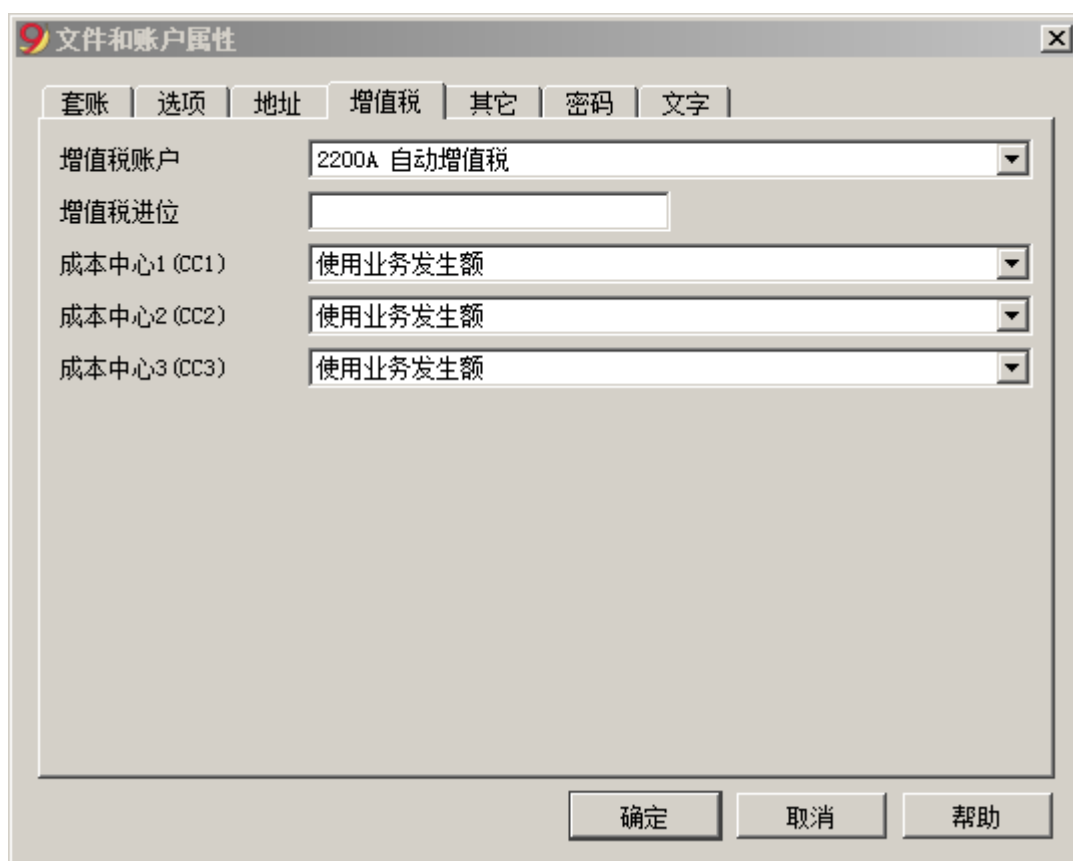 9 文件和账户属性
套账 选项 地址 增值税 其它 密码 文字
增值税账户 2200A 自动增值税
增值税进位
成本中心1(CC1) 使用业务发生额
成本中心2(CC2) 使用业务发生额
成本中心3(CC3) 使用业务发生额
确定 取消 帮助